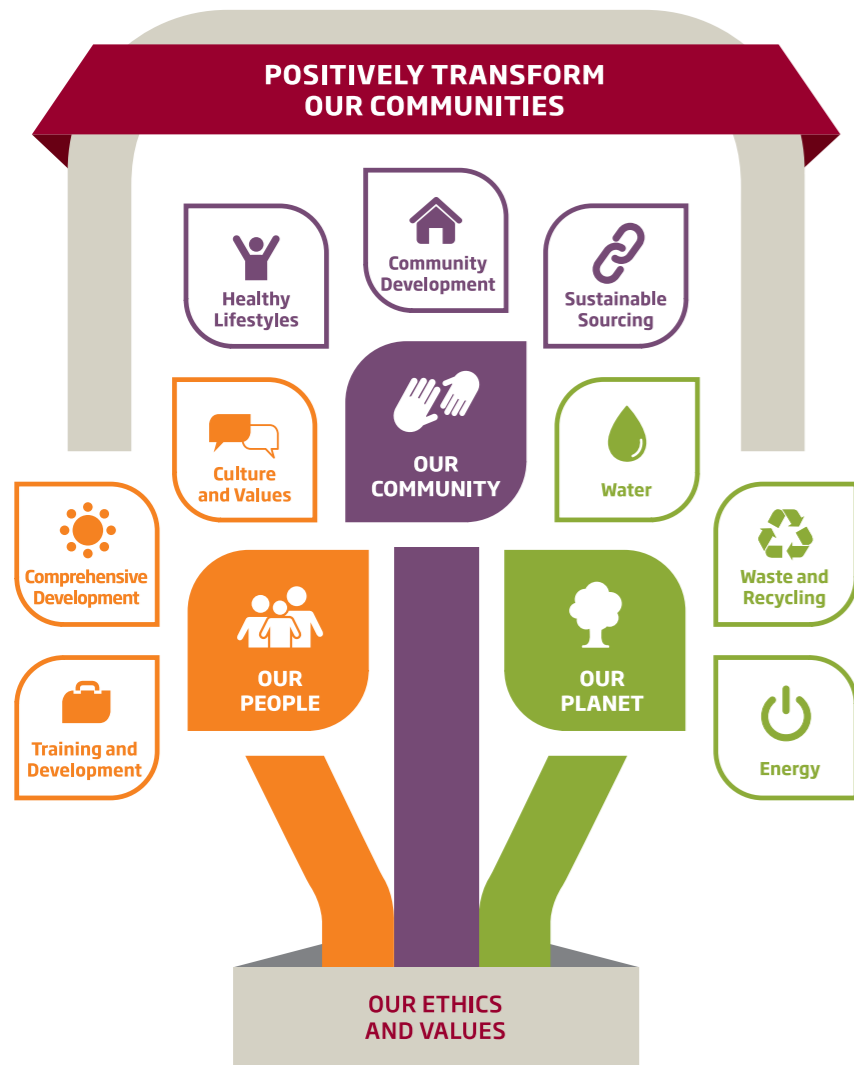 POSITIVELY TRANSFORM
OUR COMMUNITIES
Healthy
Lifestyles
Community
Development
Sustainable
Sourcing
Culture
and Values
OUR
COMMUNITY
Water
Comprehensive
Development
OUR
PEOPLE
OUR
PLANET
Waste and
Recycling
Training and
Development
Energy
OUR ETHICS
AND VALUES